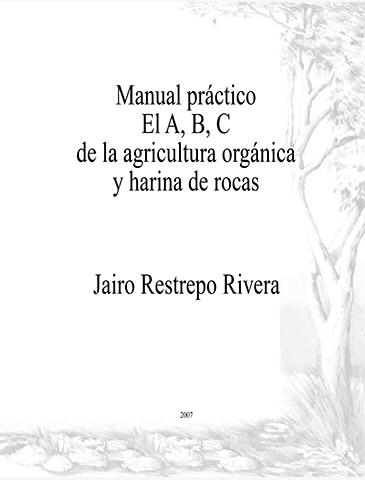 Manual práctico
El A, B, C
de la agricultura orgánica
y harina de rocas
Jairo Restrepo Rivera
2007